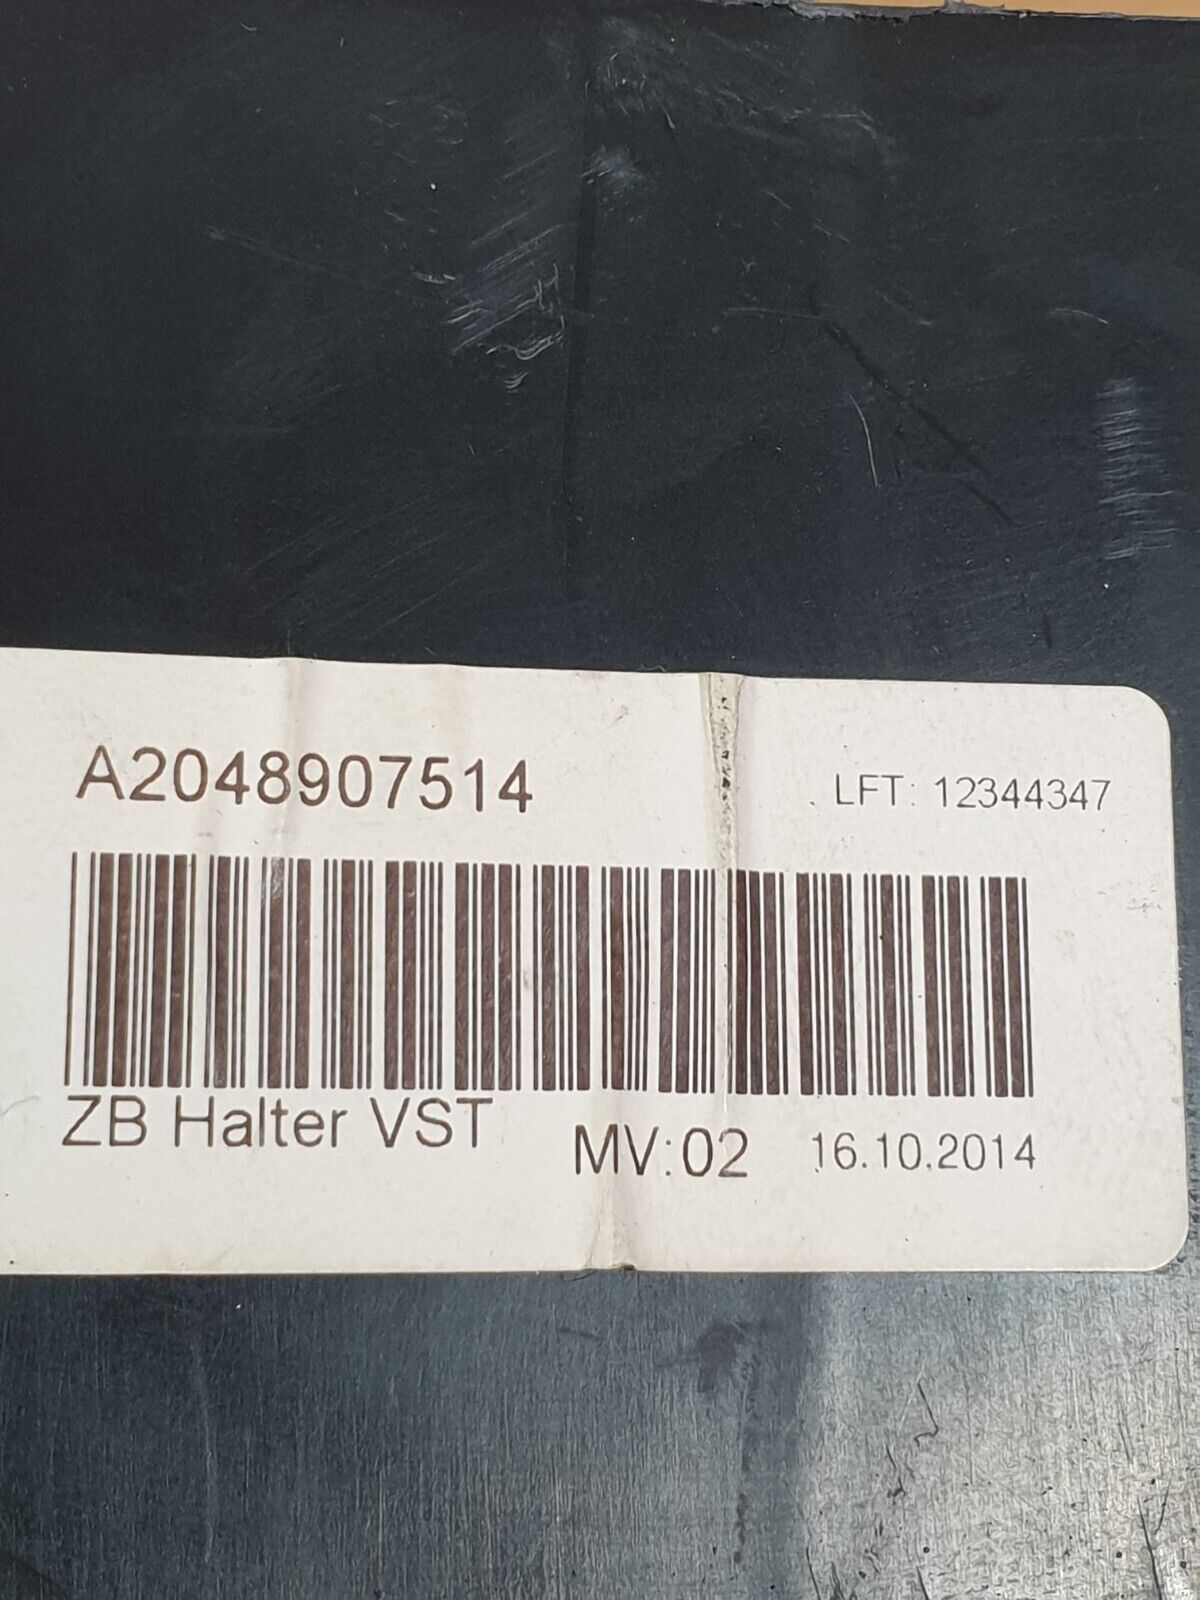 A2048907514
LFT: 12344347
ZB Halter VST
MV:02
16.10.2014